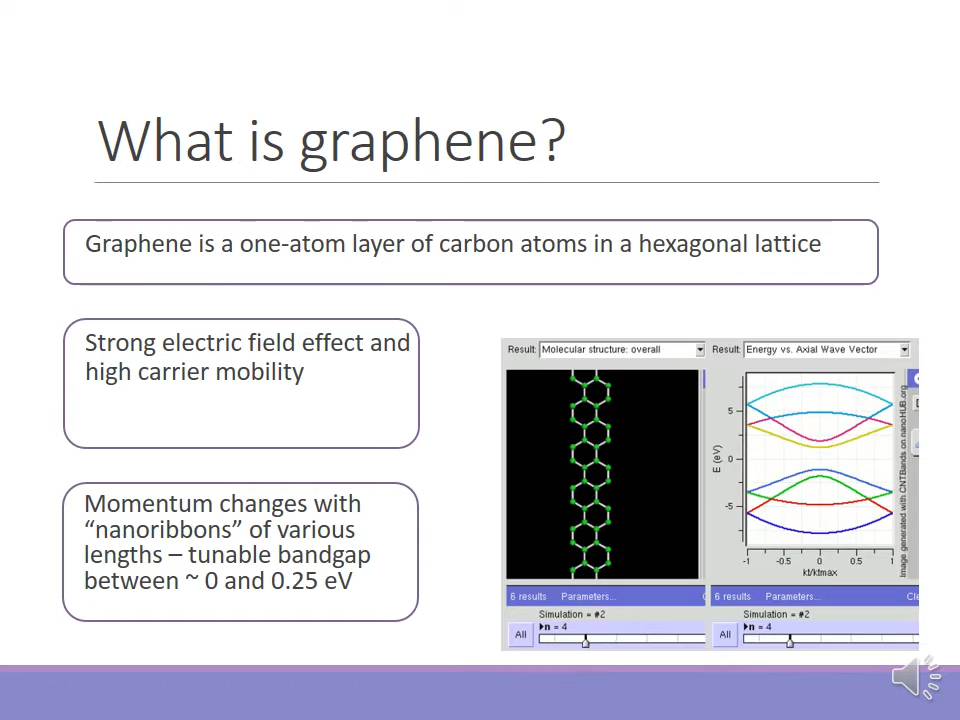 What is graphene?
Graphene is a one-atom layer of carbon atoms in a hexagonal lattice
Strong electric field effect and
high carrier mobility
Momentum changes with
“nanoribbons” of various
lengths – tunable bandgap
between ~ 0 and 0.25 eV
Result: Molecular structure: overall
Result: Energy vs. Axial Wave Vector
5
0
-5
E (eV)
-1 -0.5 0 0.5 1
kt/ktmax
Image generated with CNTBands on nanoHUB.org
6 results Parameters...
6 results Parameters... Cle
Simulation = #2
n = 4
All
Simulation = #2
n = 4
All